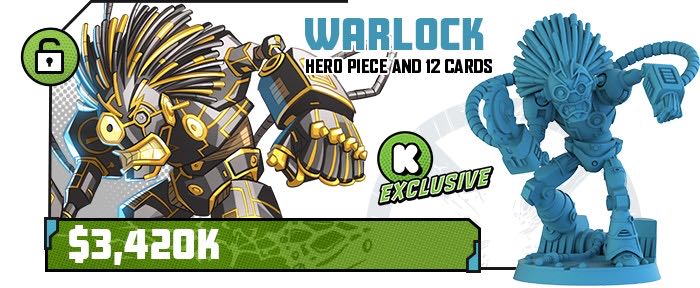 WARLOCK
HERO PIECE AND 12 CARDS
K
EXCLUSIVE
$3,420K